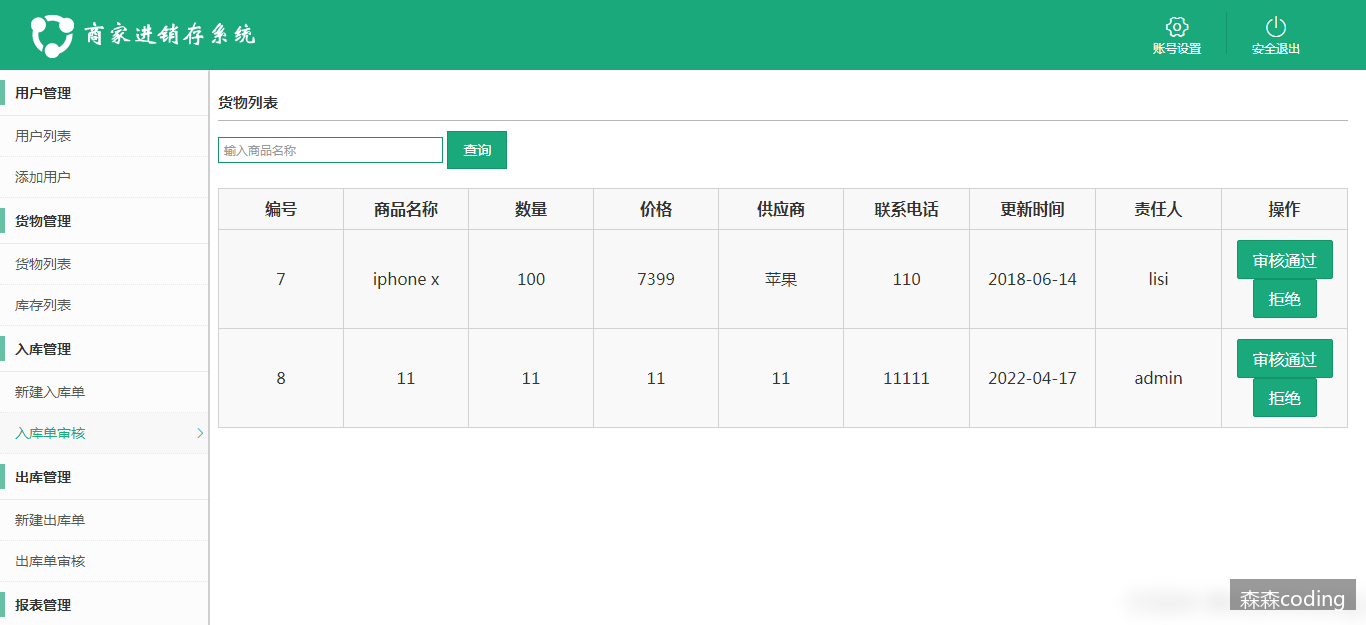 商家进销存系统
账号设置
安全退出
用户管理
用户列表
添加用户
货物管理
货物列表
库存列表
入库管理
新建入库单
入库单审核
出库管理
新建出库单
出库单审核
报表管理
货物列表
输入商品名称 查询
编号 商品名称 数量 价格 供应商 联系电话 更新时间 责任人 操作
7 iphone x 100 7399 苹果 110 2018-06-14 lisi 审核通过
拒绝
8 11 11 11 11 11111 2022-04-17 admin 审核通过
拒绝
森森coding